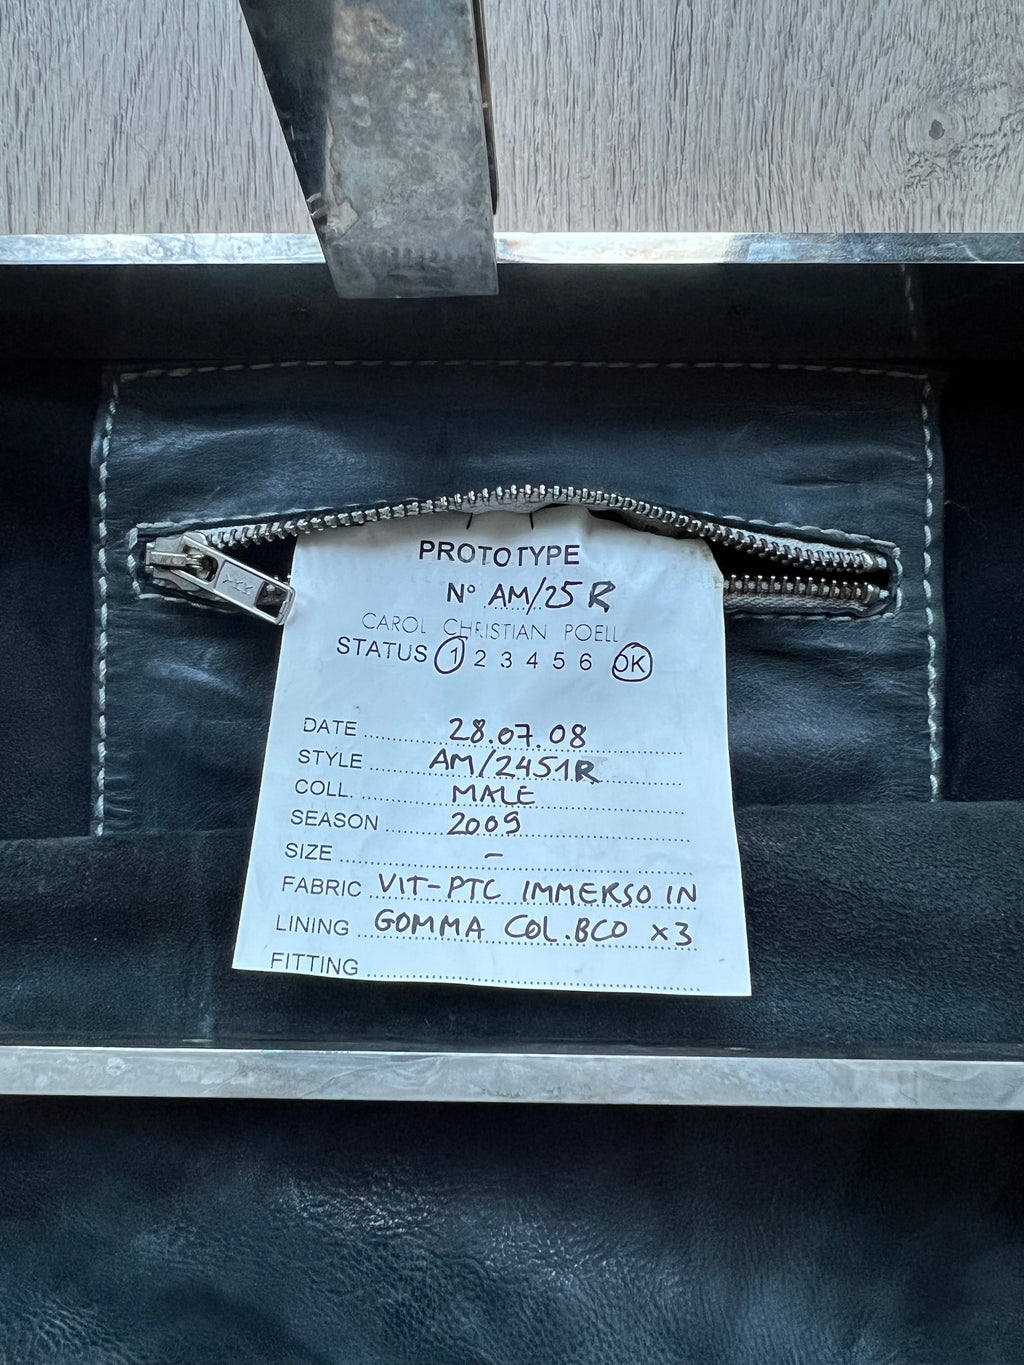 PROTOTYPE
N° AM/25 R
CAROL CHRISTIAN POELL
STATUS 1 2 3 4 5 6 OK
DATE 28.07.08
STYLE AM/2451R
COLL. MALE
SEASON 2009
SIZE –
FABRIC VIT-PTC IMMERSO IN
LINING GOMMA COL.BCO x3
FITTING